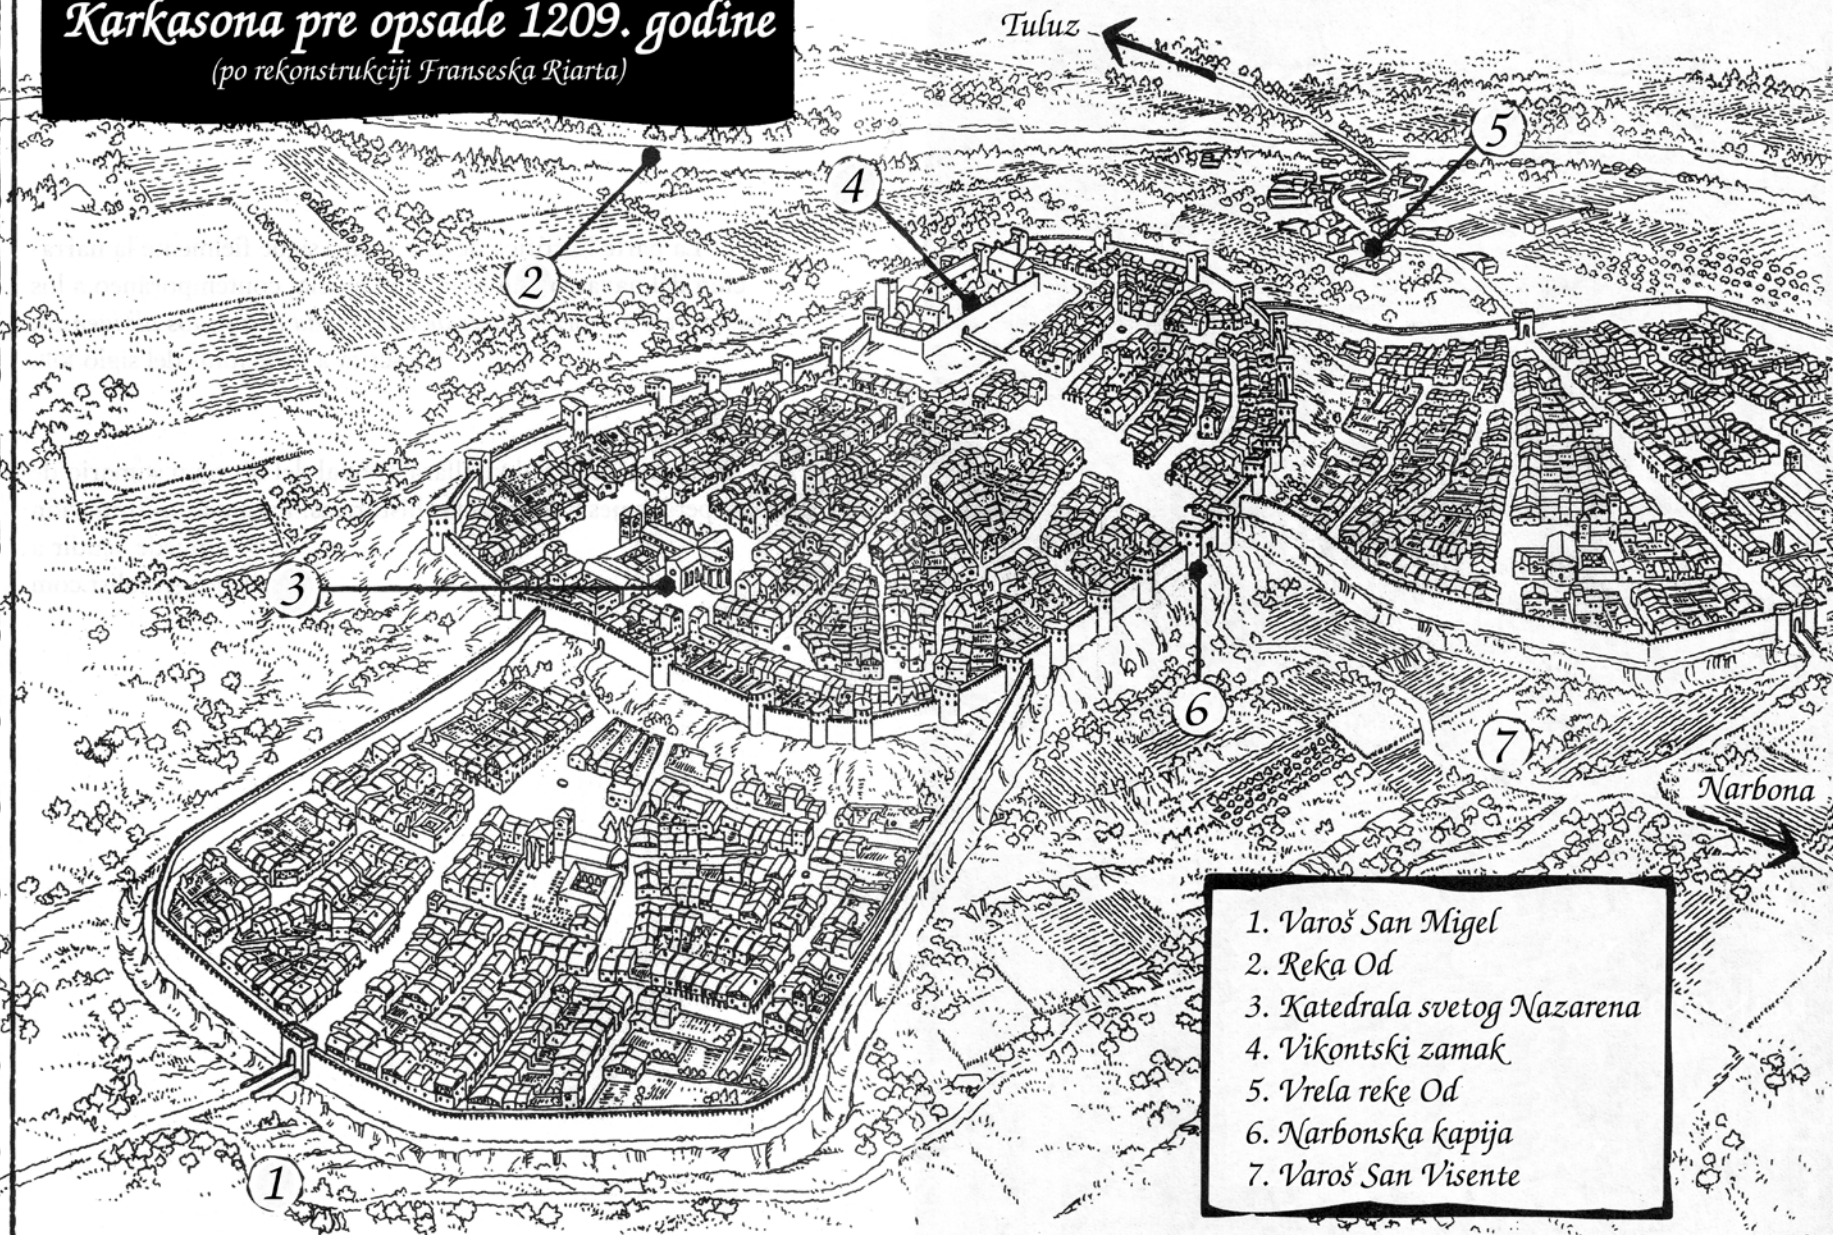 Karkasona pre opsade 1209. godine
(po rekonstrukciji Franseska Riarta)
Tuluz
5
4
2
3
6
7
Narbona
1
1. Varoš San Migel
2. Reka Od
3. Katedrala svetog Nazarena
4. Vikontski zamak
5. Vrela reke Od
6. Narbonska kapija
7. Varoš San Visente